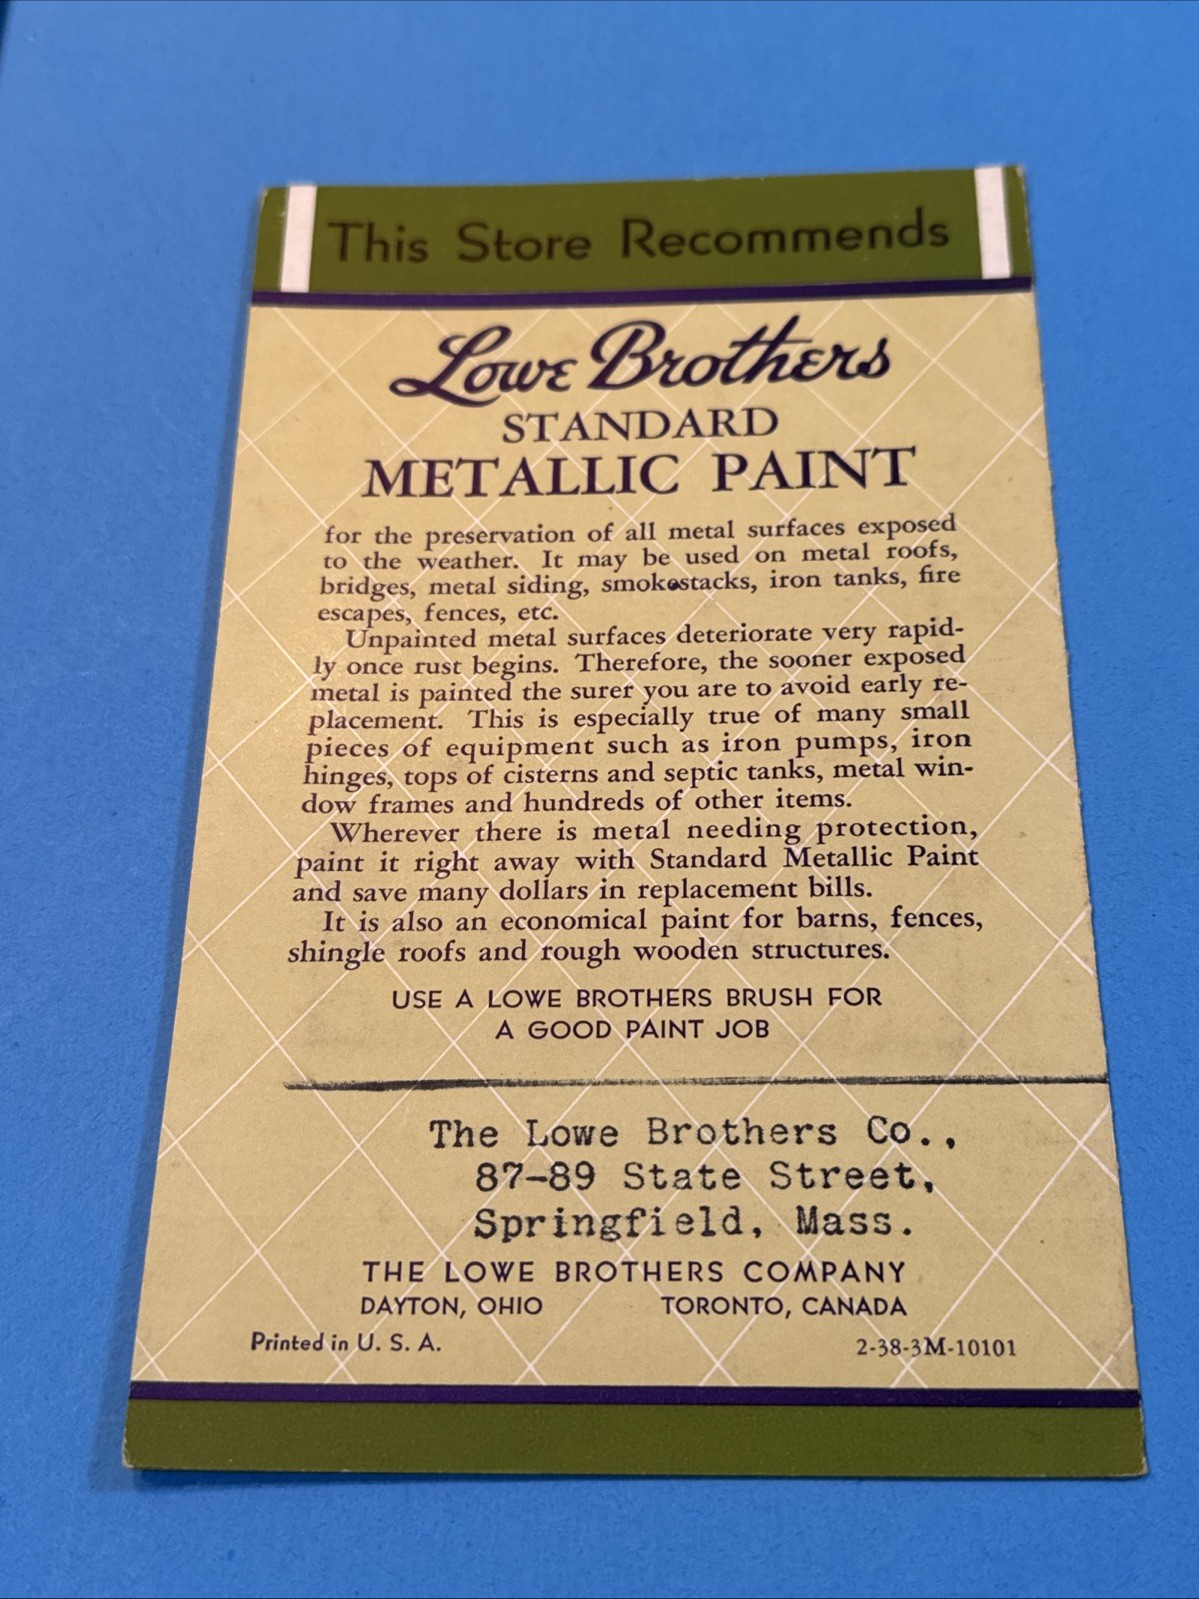 This Store Recommends
Lowe Brothers
STANDARD
METALLIC PAINT
for the preservation of all metal surfaces exposed
to the weather. It may be used on metal roofs,
bridges, metal siding, smokestacks, iron tanks, fire
escapes, fences, etc.
Unpainted metal surfaces deteriorate very rapid-
ly once rust begins. Therefore, the sooner exposed
metal is painted the surer you are to avoid early re-
placement. This is especially true of many small
pieces of equipment such as iron pumps, iron
hinges, tops of cisterns and septic tanks, metal win-
dow frames and hundreds of other items.
Wherever there is metal needing protection,
paint it right away with Standard Metallic Paint
and save many dollars in replacement bills.
It is also an economical paint for barns, fences,
shingle roofs and rough wooden structures.
USE A LOWE BROTHERS BRUSH FOR
A GOOD PAINT JOB
The Lowe Brothers Co.,
87-89 State Street,
Springfield, Mass.
THE LOWE BROTHERS COMPANY
DAYTON, OHIO TORONTO, CANADA
Printed in U. S. A. 2-38-3M-10101